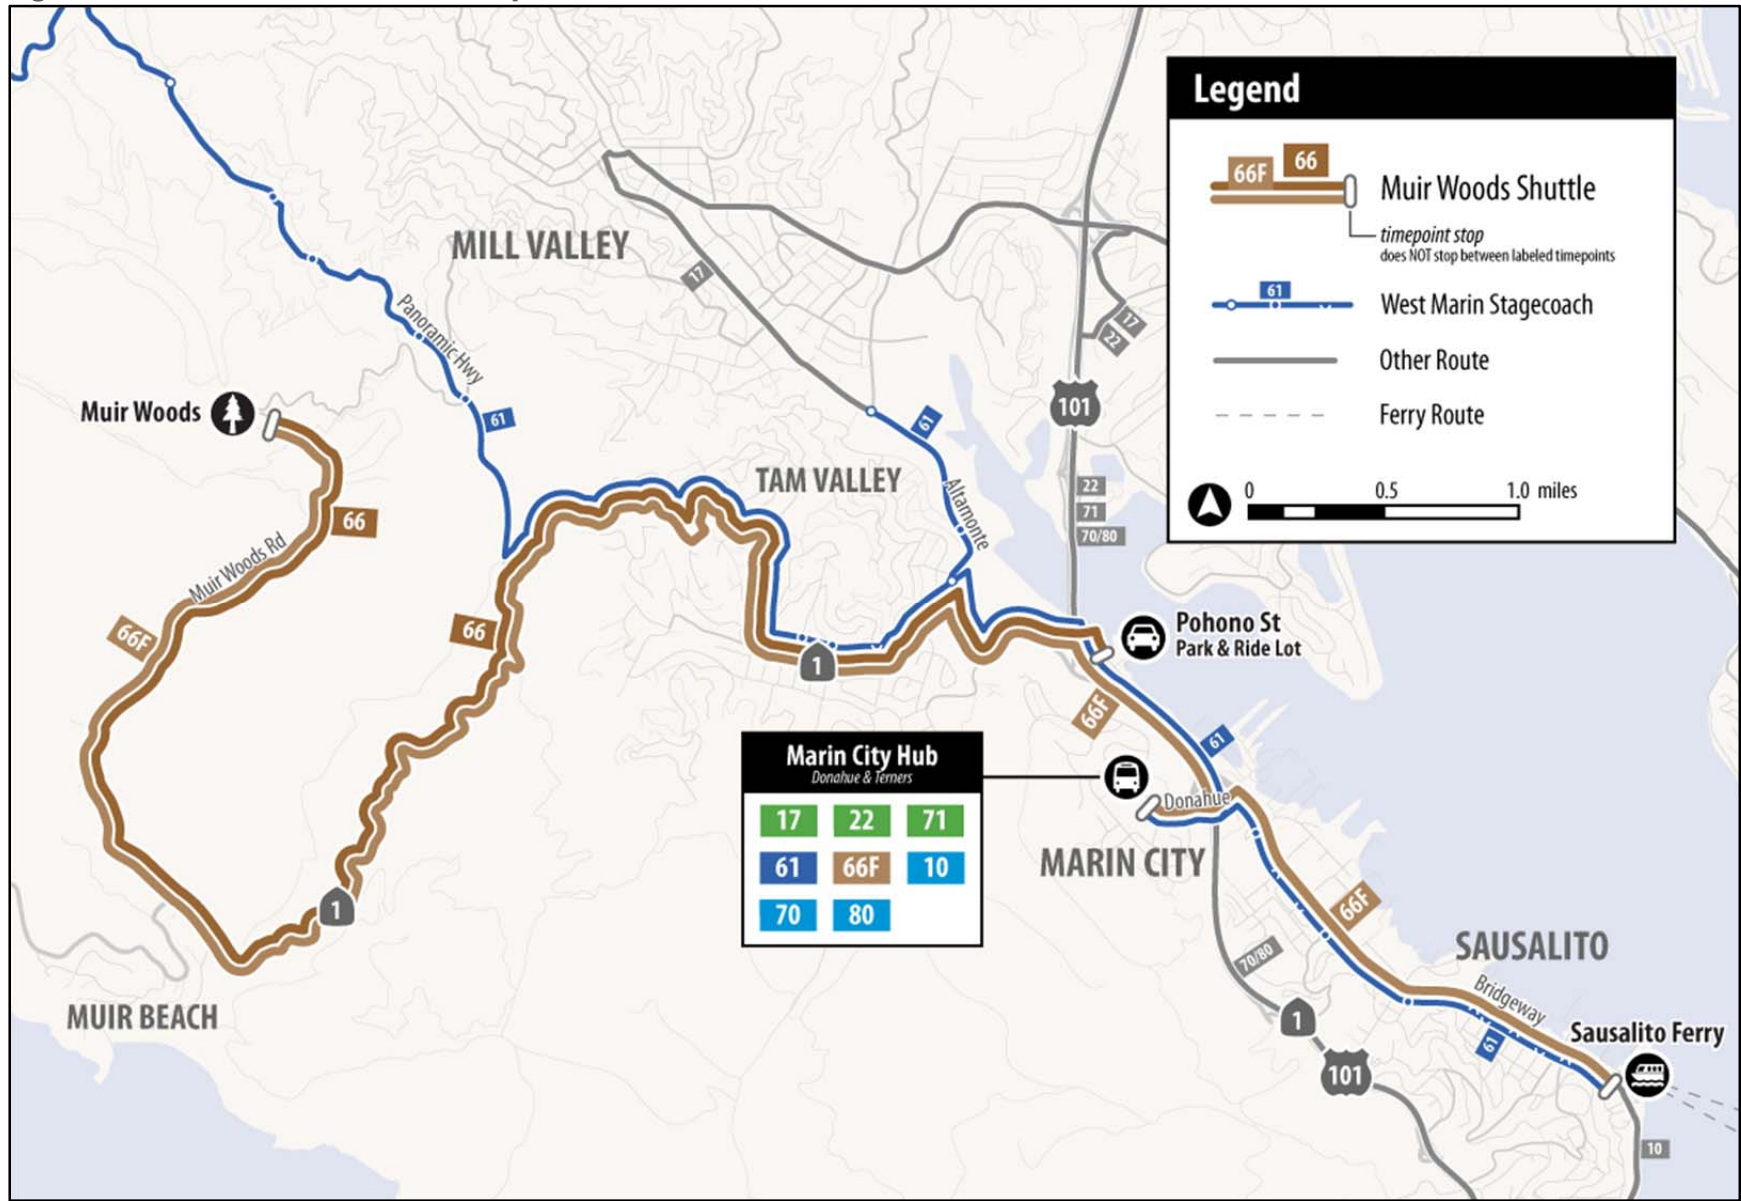 Legend
66F
66
Muir Woods Shuttle
timepoint stop
does NOT stop between labeled timepoints
61
West Marin Stagecoach
Other Route
Ferry Route
0 0.5 1.0 miles
MILL VALLEY
17
17
22
Panoramic Hwy
101
Muir Woods
61
61
TAM VALLEY
Altamonte
22
71
70/80
66
Muir Woods Rd
66F
66
1
Pohono St
Park & Ride Lot
66F
61
Marin City Hub
Donahue & Terners
17 22 71
61 66F 10
70 80
Donahue
MARIN CITY
1
66F
SAUSALITO
70/80
Bridgeway
MUIR BEACH
1
61
Sausalito Ferry
101
10